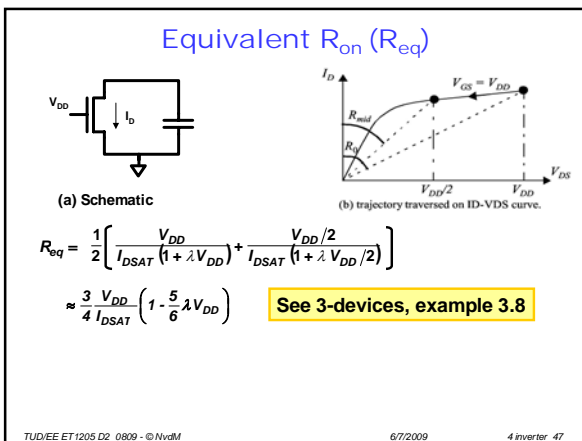 Equivalent R_on (R_eq)
V_DD
I_D
(a) Schematic
I_D
V_GS = V_DD
R_mid
R_0
V_DS
V_DD/2
V_DD
(b) trajectory traversed on ID-VDS curve.
R_eq = 1/2 ( V_DD / I_DSAT (1 + λ V_DD) + V_DD/2 / I_DSAT (1 + λ V_DD/2) )
≈ 3/4 V_DD / I_DSAT (1 - 5/6 λ V_DD)
See 3-devices, example 3.8
TUD/EE ET1205 D2 0809 - © NvdM
6/7/2009
4 inverter 47